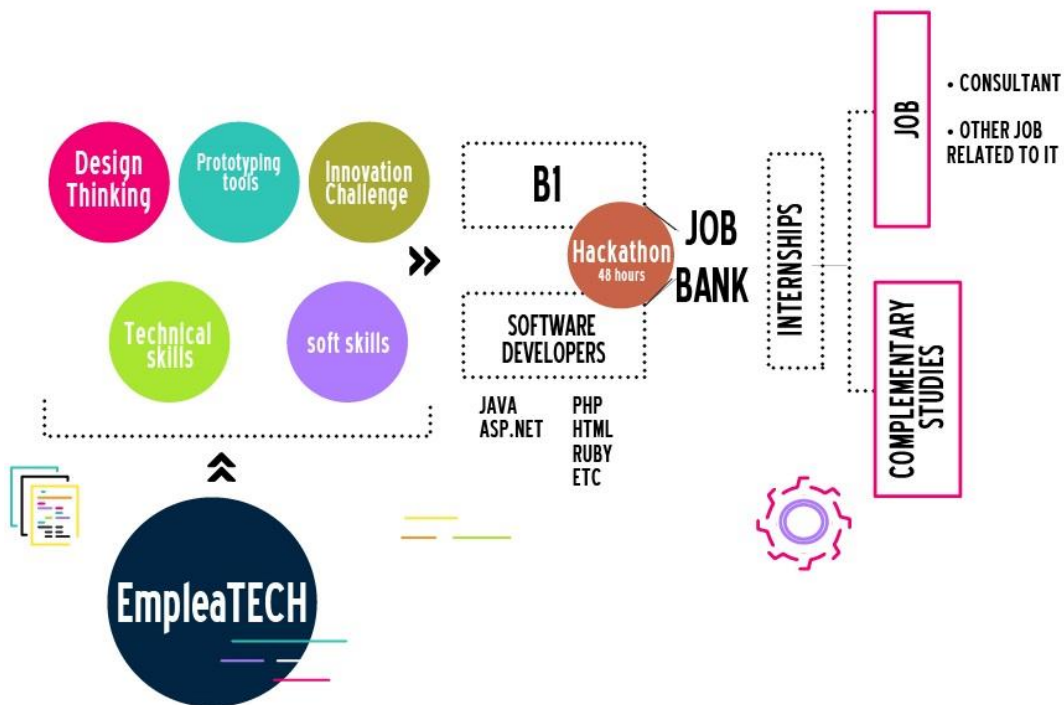 Design
Thinking
Prototyping
tools
Innovation
Challenge
Technical
skills
soft skills
EmpleaTECH
B1
Hackathon
48 hours
SOFTWARE
DEVELOPERS
JAVA
ASP.NET
PHP
HTML
RUBY
ETC
JOB
BANK
INTERNSHIPS
JOB
• CONSULTANT
• OTHER JOB
RELATED TO IT
COMPLEMENTARY
STUDIES